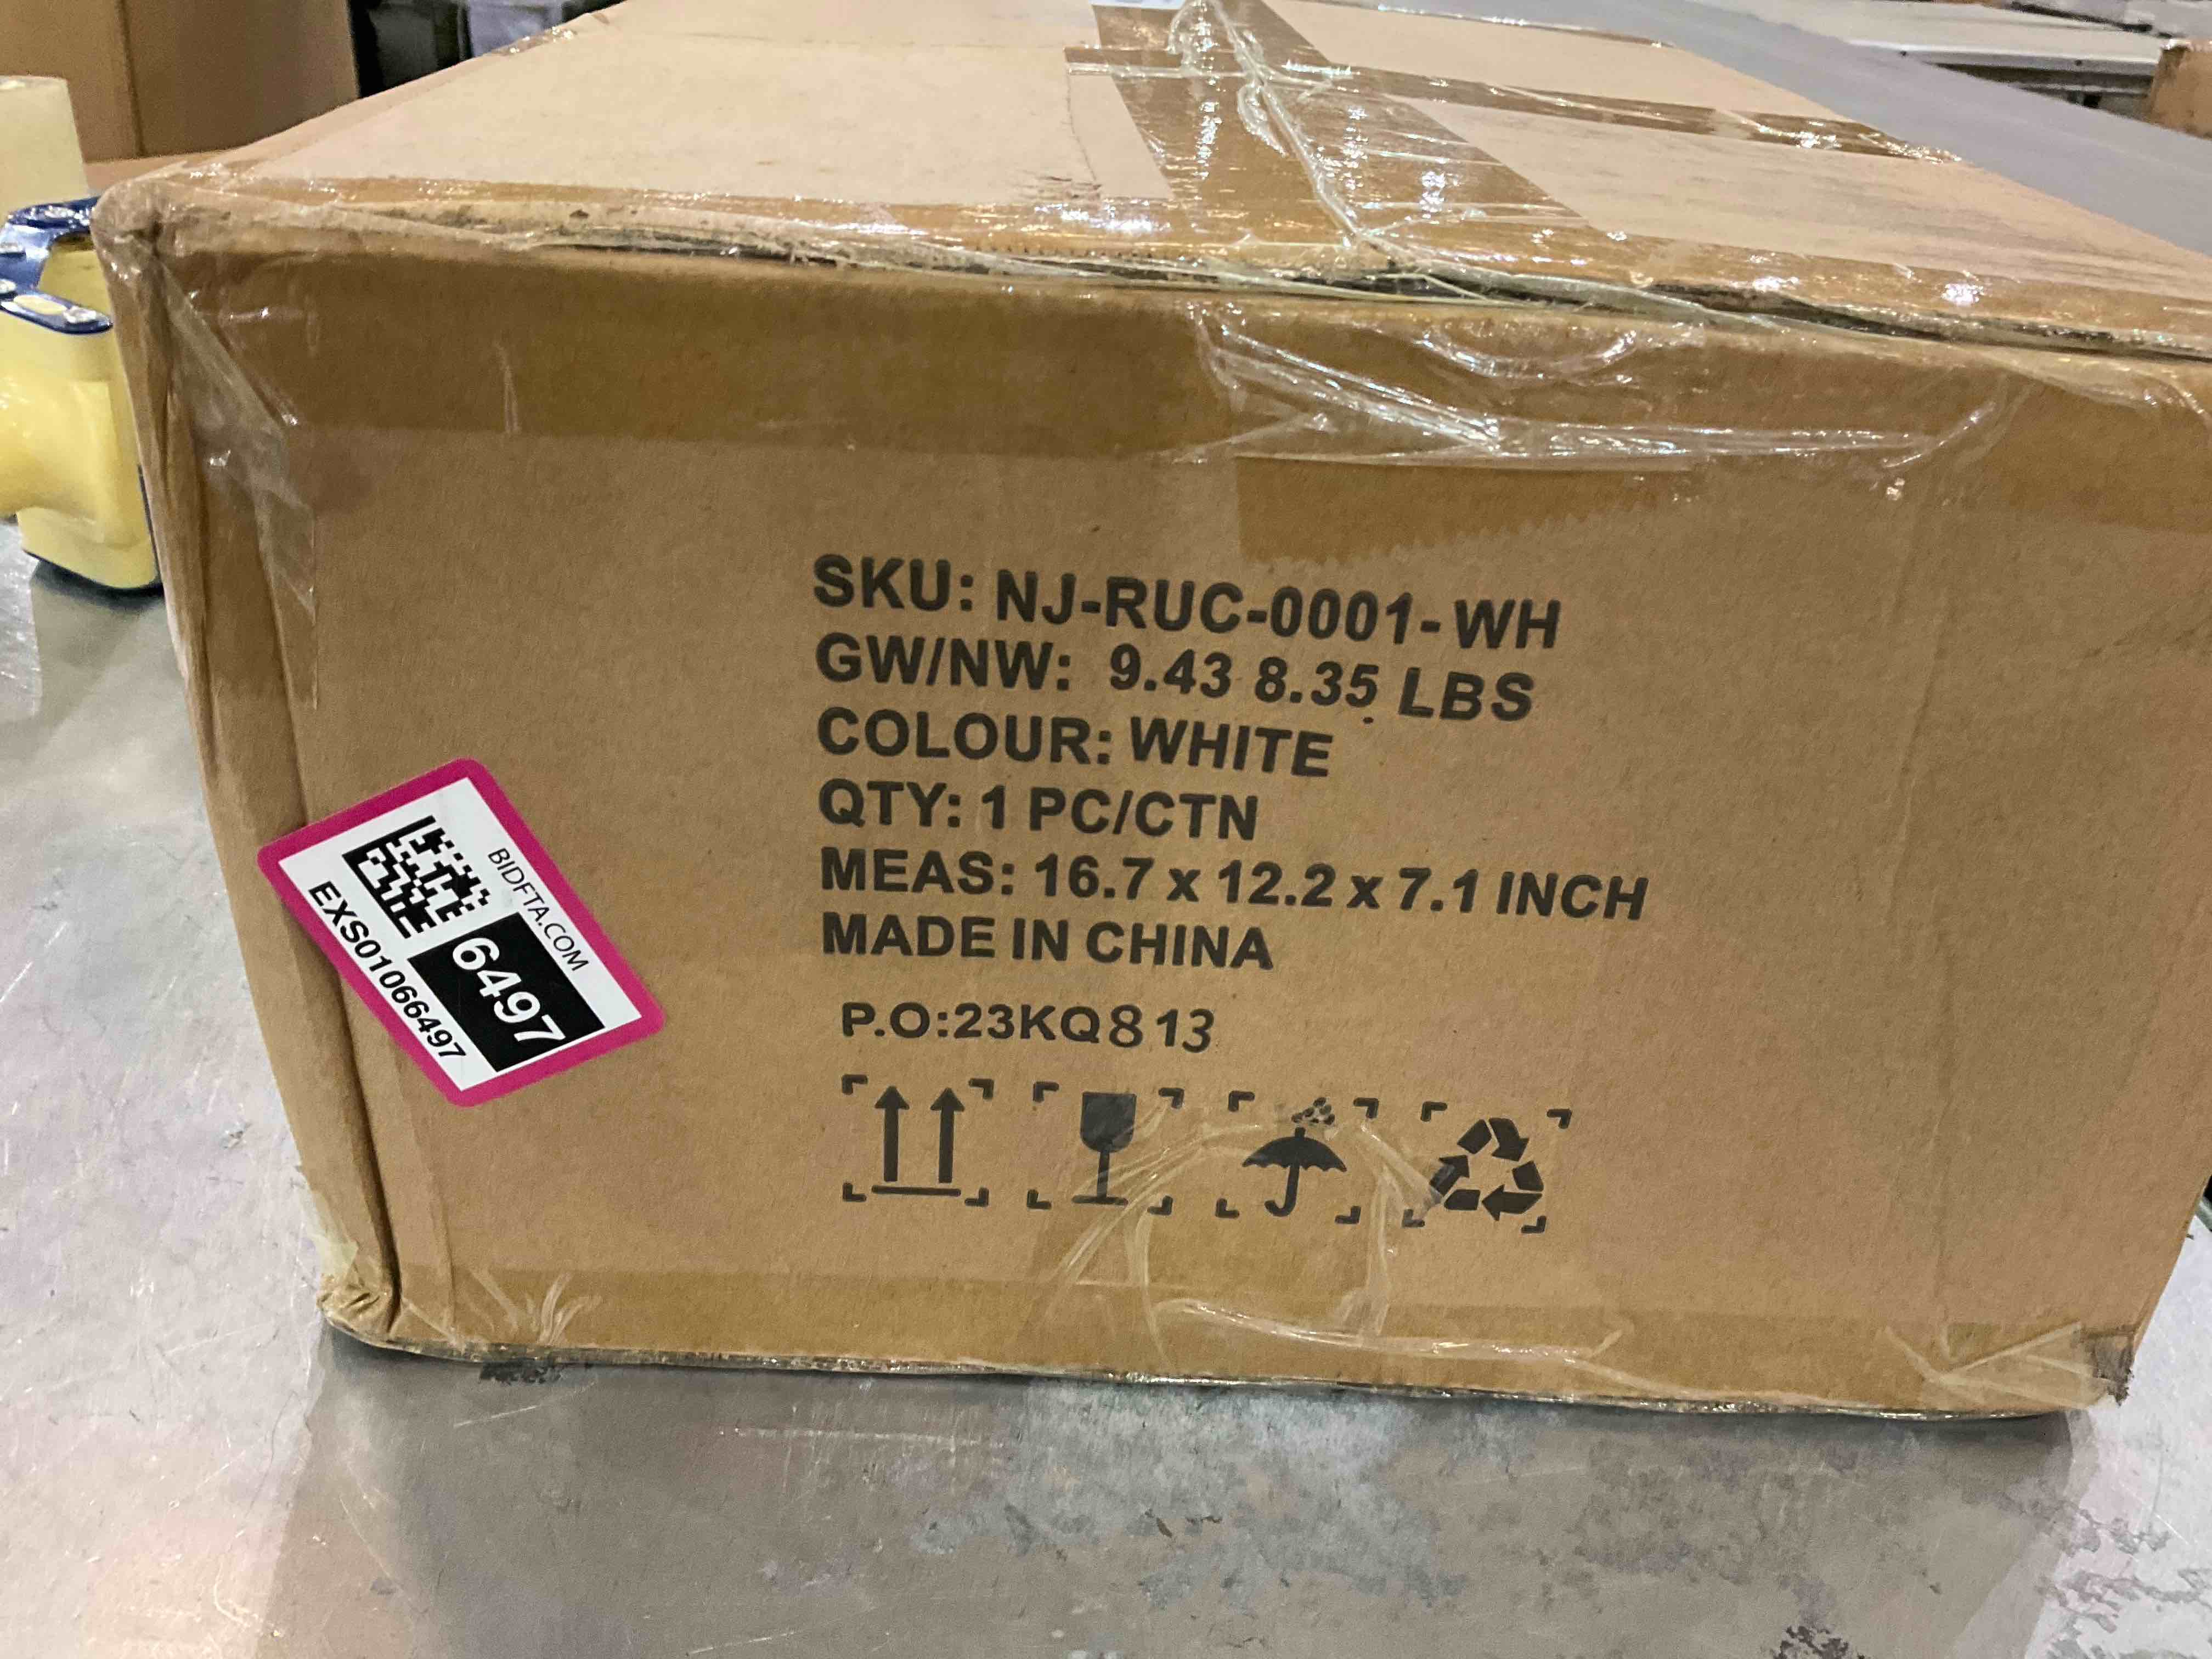 SKU: NJ-RUC-0001-WH
GW/NW: 9.43 8.35 LBS
COLOUR: WHITE
QTY: 1 PC/CTN
MEAS: 16.7 x 12.2 x 7.1 INCH
MADE IN CHINA
P.O:23KQ813
BIDFTA.COM
6497
EXS01066497